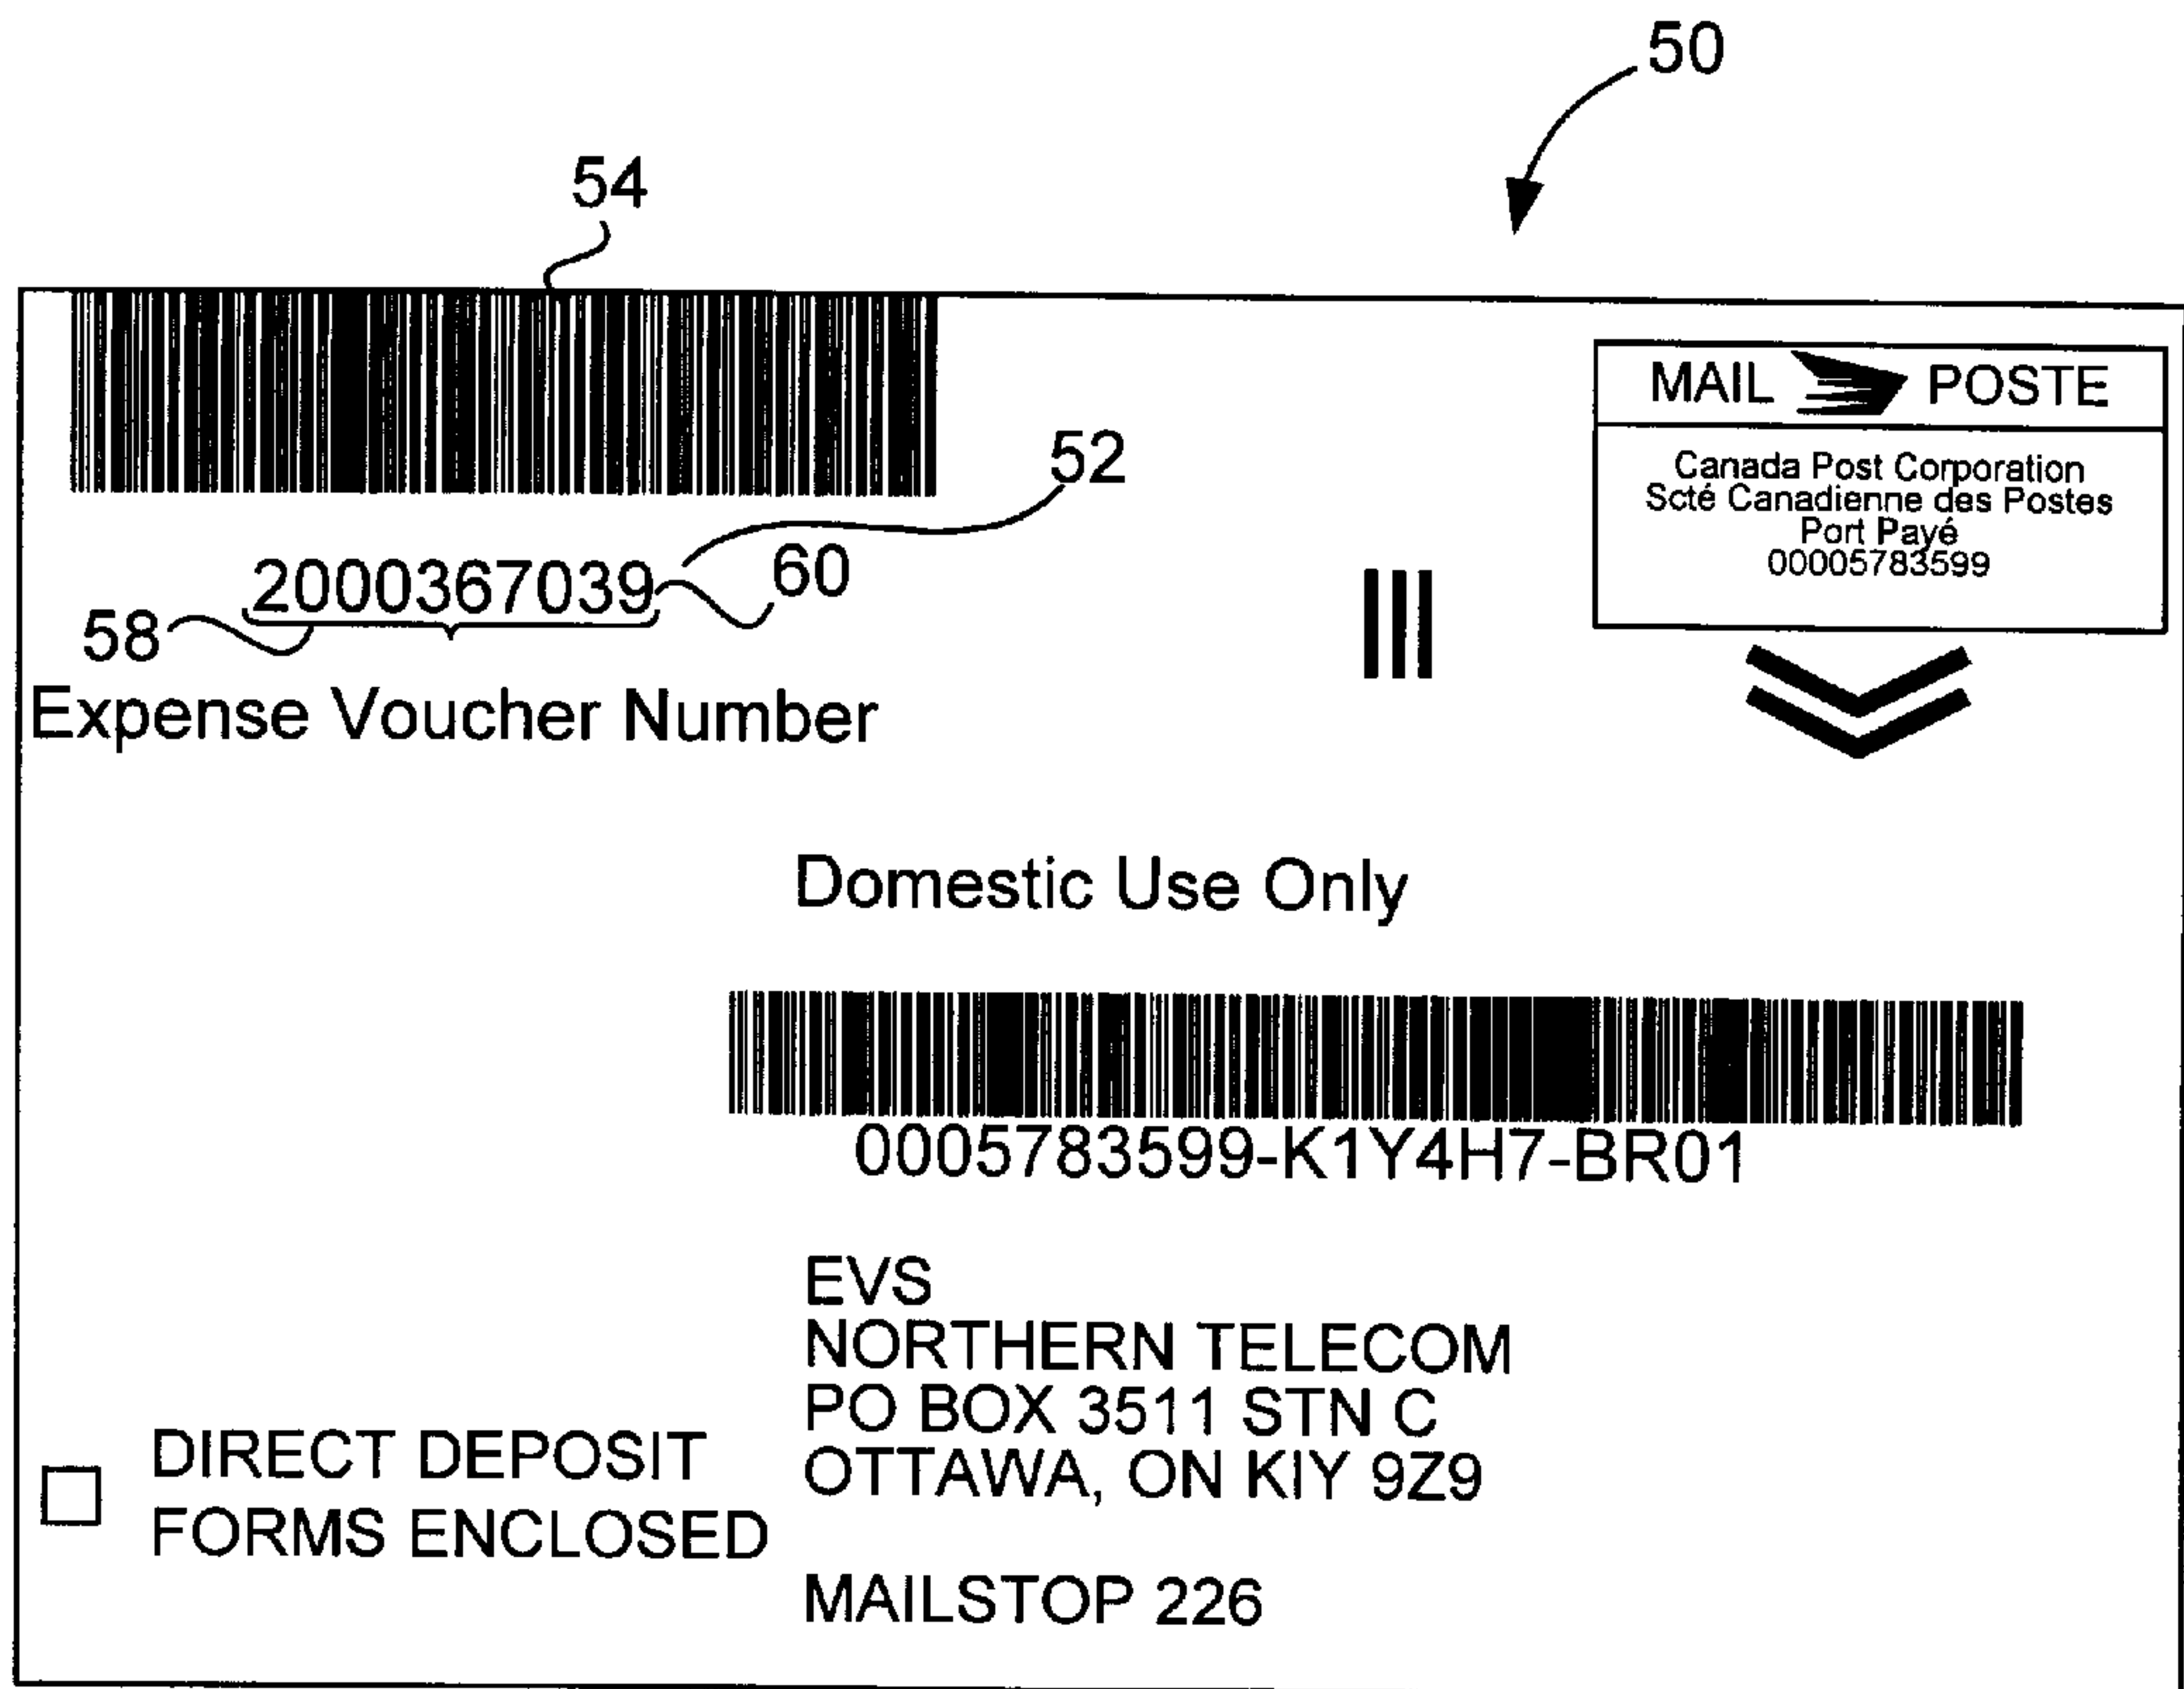 50
54
MAIL POSTE
Canada Post Corporation
Scté Canadienne des Postes
Port Payé
00005783599
52
2000367039
60
58
Expense Voucher Number
Domestic Use Only
0005783599-K1Y4H7-BR01
EVS
NORTHERN TELECOM
PO BOX 3511 STN C
OTTAWA, ON KIY 9Z9
DIRECT DEPOSIT
FORMS ENCLOSED
MAILSTOP 226